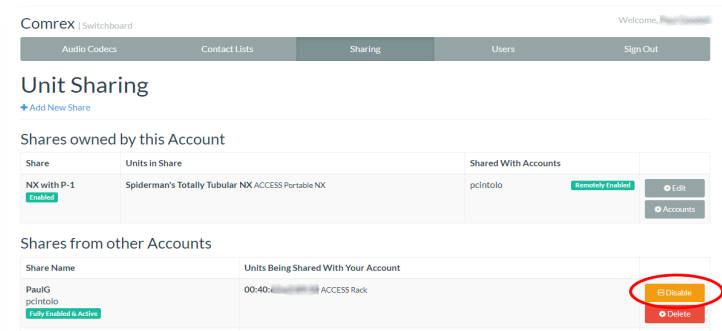 Comrex | Switchboard
Welcome,
Audio Codecs Contact Lists Sharing Users Sign Out
Unit Sharing
+ Add New Share
Shares owned by this Account
Share Units in Share Shared With Accounts
NX with P-1 Spiderman's Totally Tubular NX ACCESS Portable NX pcintolo Remotely Enabled Edit
Enabled
Accounts
Shares from other Accounts
Share Name Units Being Shared With Your Account
PaulG 00:40: ACCESS Rack Disable
pcintolo
Fully Enabled & Active Delete